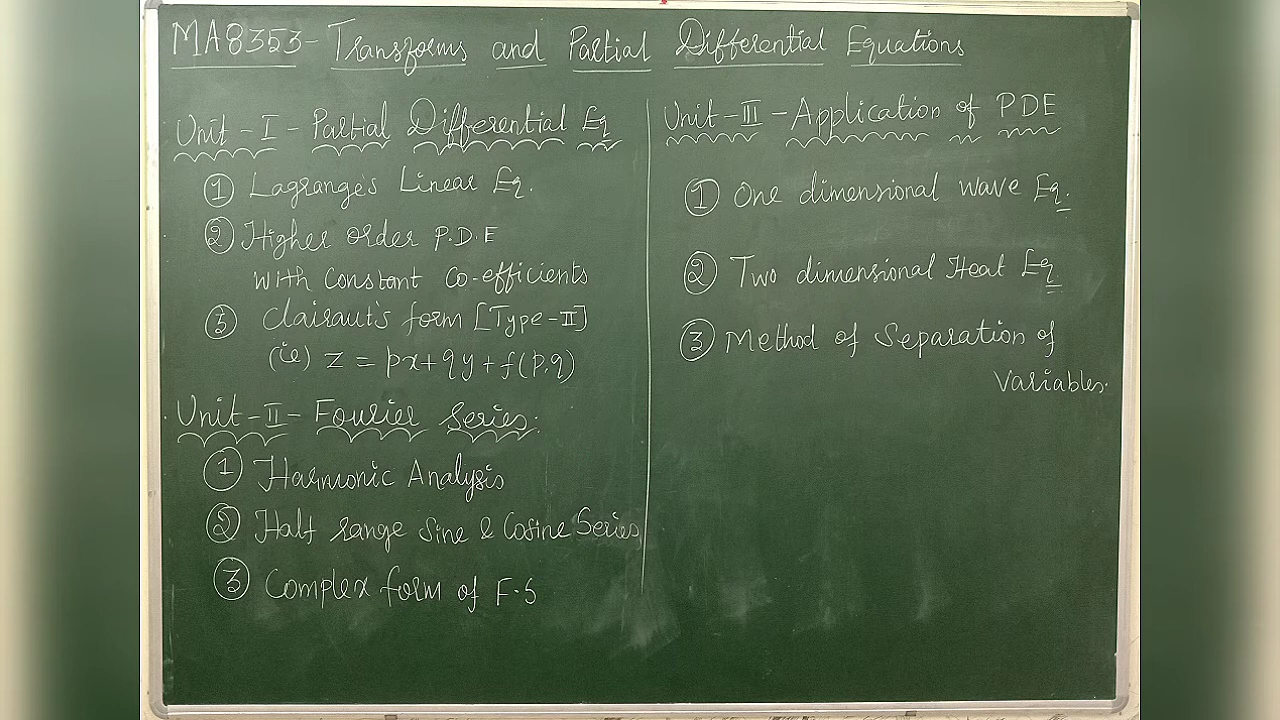 MA8353- Transforms and Partial Differential Equations
Unit-I- Partial Differential Eq
① Lagrange's Linear Eq.
② Higher order P.D.E
with constant Co-efficients
③ Clairaut's form [Type-II]
(ie) z = px+qy+f(p,q)
Unit-II- Fourier Series.
① Harmonic Analysis
② Half range Sine & Cosine Series
③ Complex form of F.S
Unit-III-Application of PDE
① One dimensional wave Eq.
② Two dimensional Heat Eq
③ Method of Separation of
Variables.